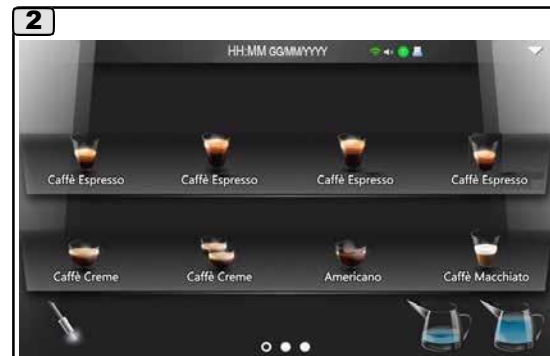 2
HH:MM GG/MM/YYYY
Caffè Espresso Caffè Espresso Caffè Espresso Caffè Espresso
Caffè Creme Caffè Creme Americano Caffè Macchiato